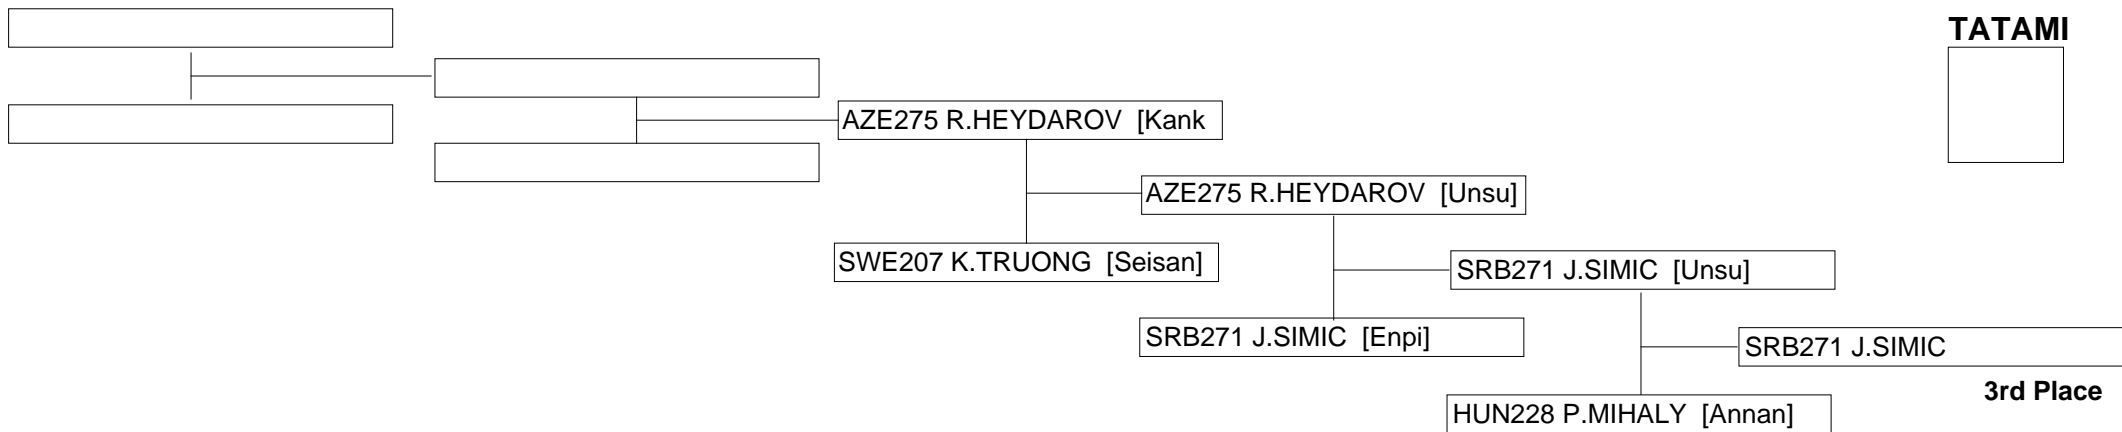 TATAMI
AZE275 R.HEYDAROV  [Kank
AZE275 R.HEYDAROV  [Unsu]
SWE207 K.TRUONG  [Seisan]
SRB271 J.SIMIC  [Unsu]
SRB271 J.SIMIC  [Enpi]
SRB271 J.SIMIC
3rd Place
HUN228 P.MIHALY  [Annan]